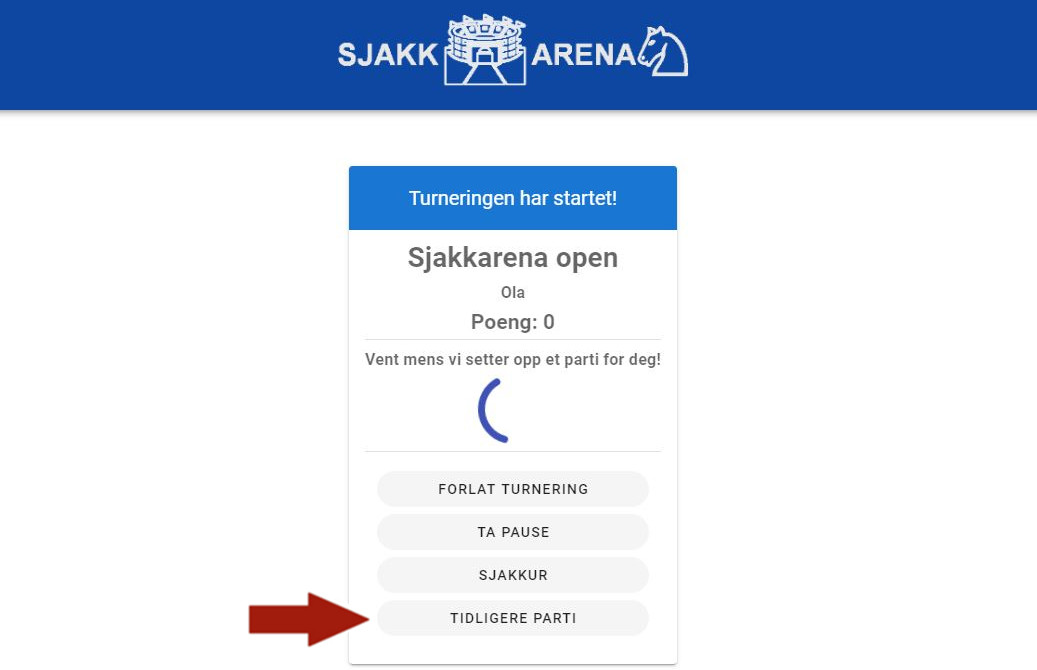 SJAKK ARENA
Turneringen har startet!
Sjakkarena open
Ola
Poeng: 0
Vent mens vi setter opp et parti for deg!
FORLAT TURNERING
TA PAUSE
SJAKKUR
TIDLIGERE PARTI